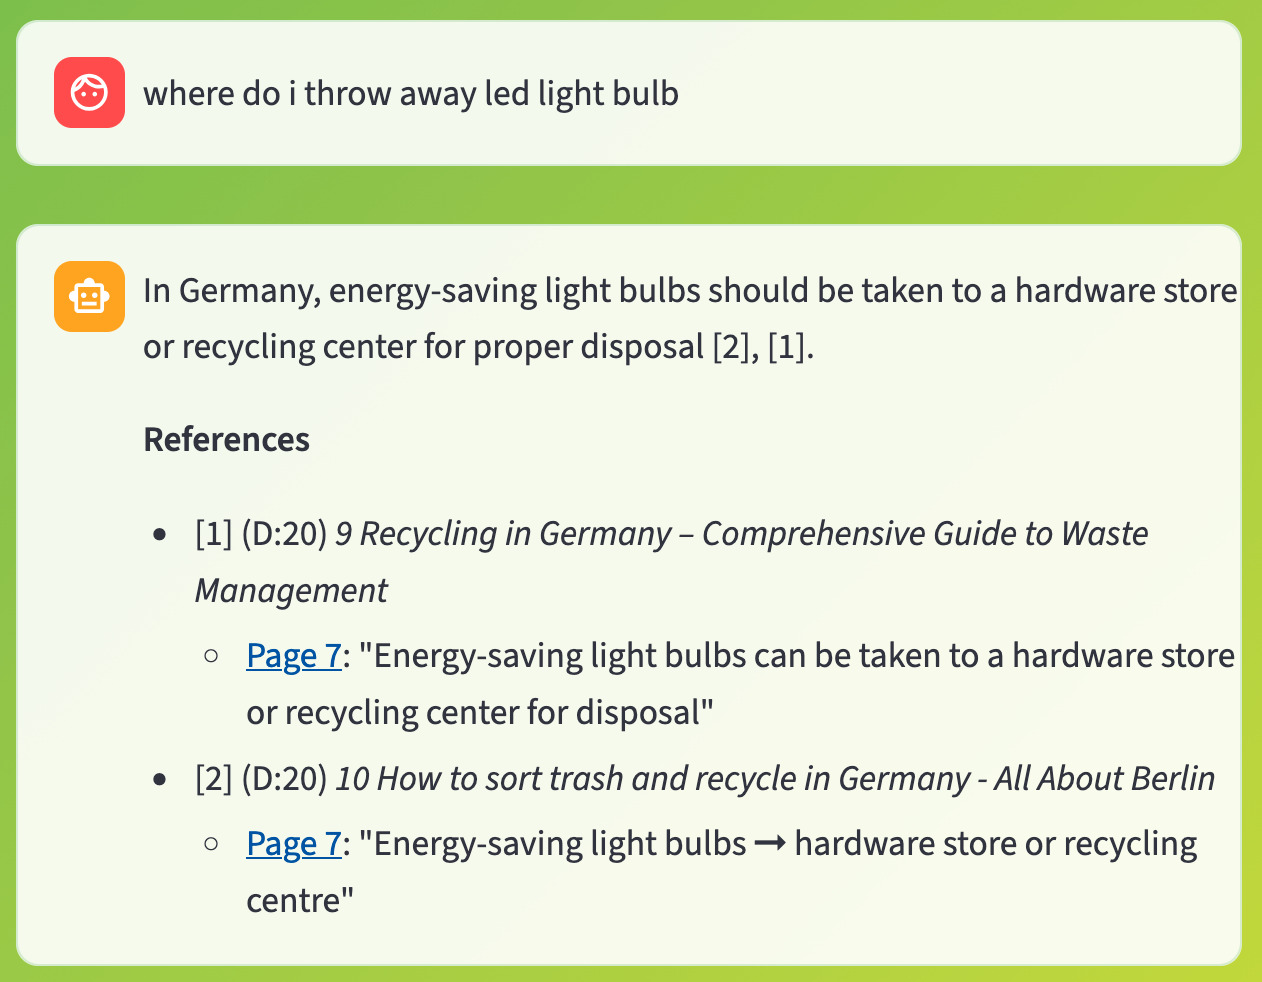 where do i throw away led light bulb
In Germany, energy-saving light bulbs should be taken to a hardware store
or recycling center for proper disposal [2], [1].
References
• [1] (D:20) 9 Recycling in Germany – Comprehensive Guide to Waste
Management
○ Page 7: "Energy-saving light bulbs can be taken to a hardware store
or recycling center for disposal"
• [2] (D:20) 10 How to sort trash and recycle in Germany - All About Berlin
○ Page 7: "Energy-saving light bulbs ➞ hardware store or recycling
centre"